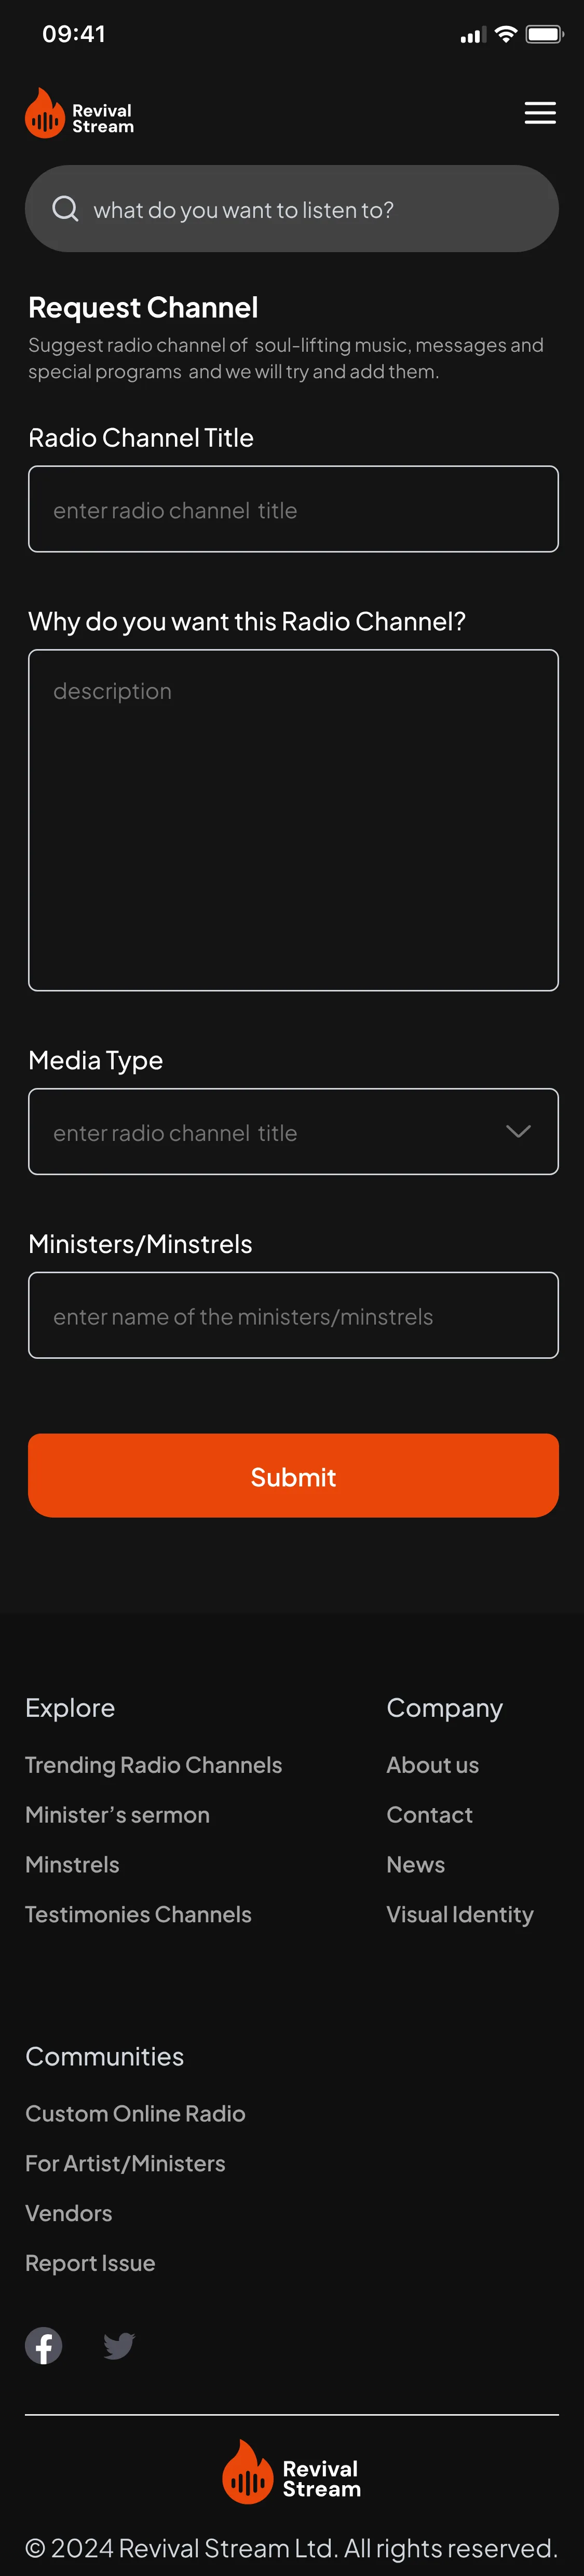 09:41
Revival
Stream
what do you want to listen to?
Request Channel
Suggest radio channel of soul-lifting music, messages and
special programs and we will try and add them.
Radio Channel Title
enter radio channel title
Why do you want this Radio Channel?
description
Media Type
enter radio channel title
Ministers/Minstrels
enter name of the ministers/minstrels
Submit
Explore
Trending Radio Channels
Minister’s sermon
Minstrels
Testimonies Channels
Company
About us
Contact
News
Visual Identity
Communities
Custom Online Radio
For Artist/Ministers
Vendors
Report Issue
Revival
Stream
© 2024 Revival Stream Ltd. All rights reserved.